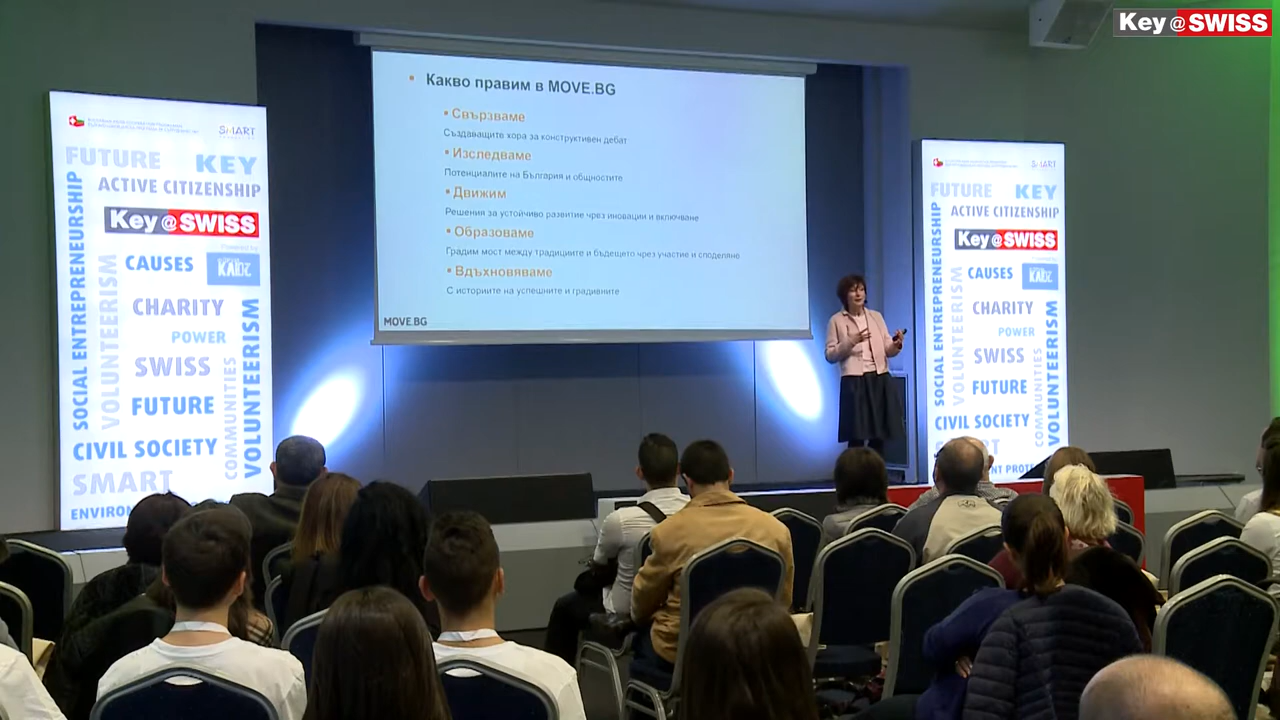 Key@SWISS
Какво правим в MOVE.BG
Свързваме
Създаващите хора за конструктивен дебат
Изследваме
Потенциалите на България и общностите
Движим
Решения за устойчиво развитие чрез иновации и включване
Образоваме
Градим мост между традициите и бъдещето чрез участие и споделяне
Вдъхновяваме
С историите на успешните и градивните
MOVE.BG
SMART
FUTURE KEY
ACTIVE CITIZENSHIP
Key@SWISS
Powered by
CAUSES
KABZ
CHARITY
POWER
SWISS
FUTURE
CIVIL SOCIETY
SMART
ENVIRON
SOCIAL ENTREPRENEURSHIP
VOLUNTEERISM
COMMUNITIES
VOLUNTEERISM
SMART
FUTURE KEY
ACTIVE CITIZENSHIP
Key@SWISS
CAUSES
CHARITY
POWER
SWISS
FUTURE
CIVIL SOCIETY
SOCIAL ENTREPRENEURSHIP
VOLUNTEERISM
COMMUNITIES
VOLUNTEERISM